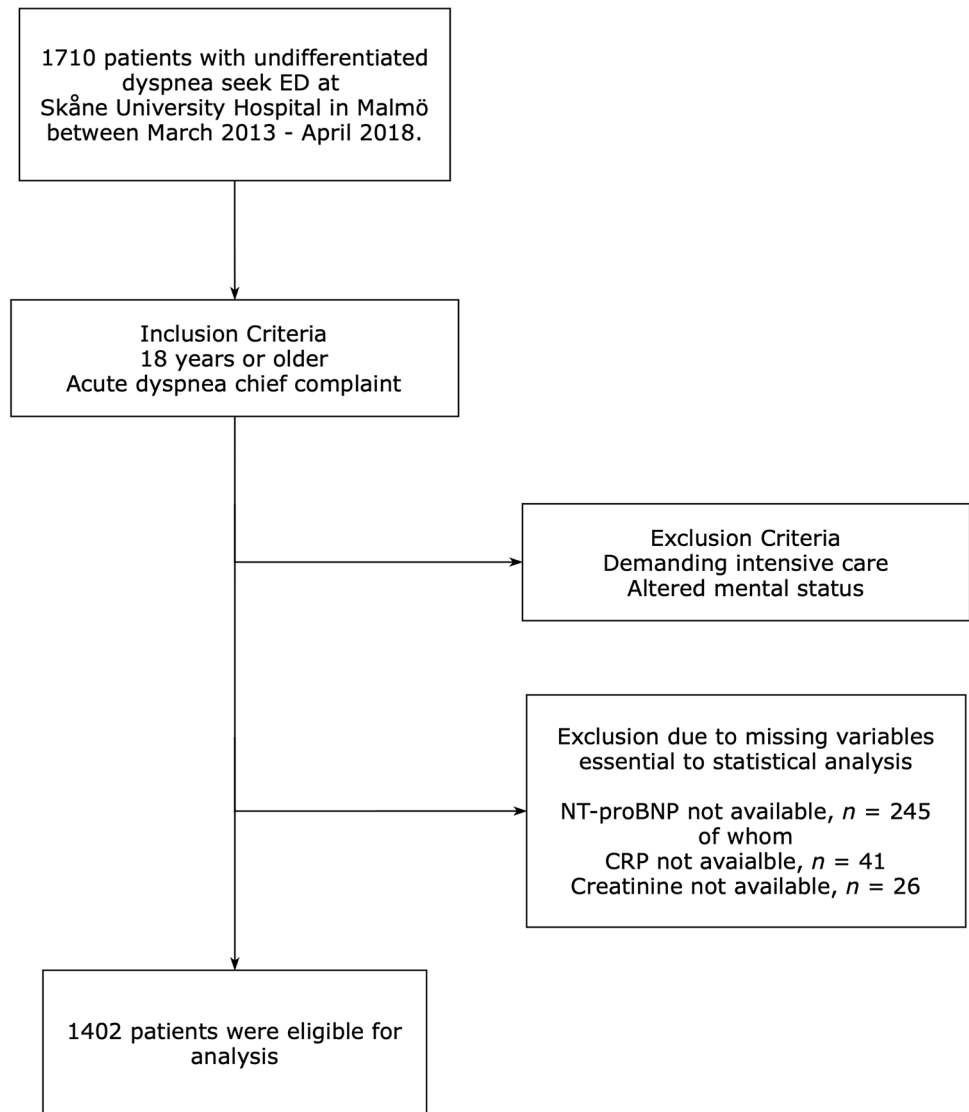 1710 patients with undifferentiated
dyspnea seek ED at
Skåne University Hospital in Malmö
between March 2013 - April 2018.
Inclusion Criteria
18 years or older
Acute dyspnea chief complaint
Exclusion Criteria
Demanding intensive care
Altered mental status
Exclusion due to missing variables
essential to statistical analysis
NT-proBNP not available, n = 245
of whom
CRP not avaialble, n = 41
Creatinine not available, n = 26
1402 patients were eligible for
analysis